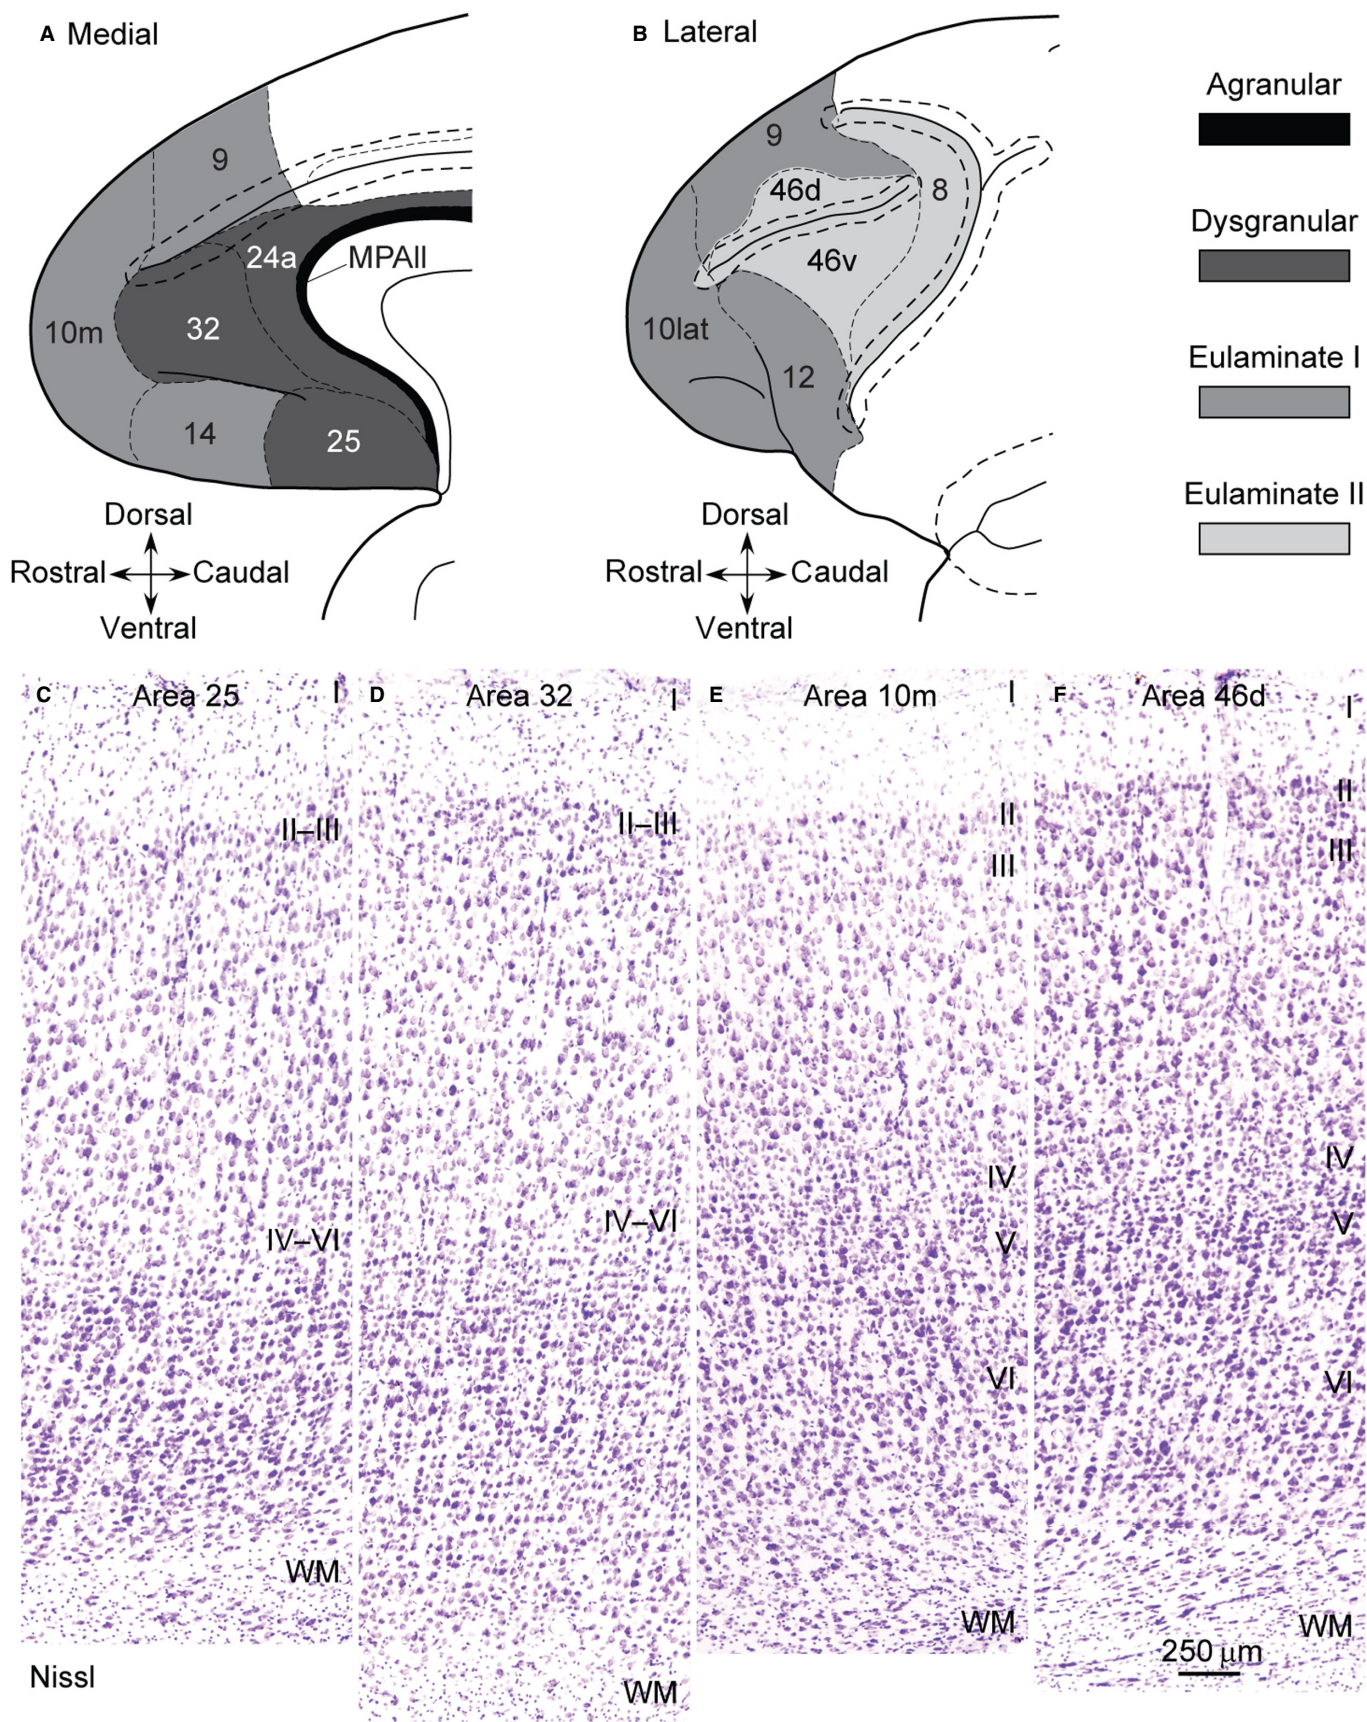 A Medial
B Lateral
Agranular
Dysgranular
Eulaminate I
Eulaminate II
9
24a
MPAll
32
10m
14
25
9
46d
8
46v
10lat
12
Dorsal
Rostral
Caudal
Ventral
Dorsal
Rostral
Caudal
Ventral
C Area 25 I
II–III
IV–VI
WM
D Area 32 I
II–III
IV–VI
WM
E Area 10m I
II
III
IV
V
VI
WM
F Area 46d I
II
III
IV
V
VI
WM
250 μm
Nissl